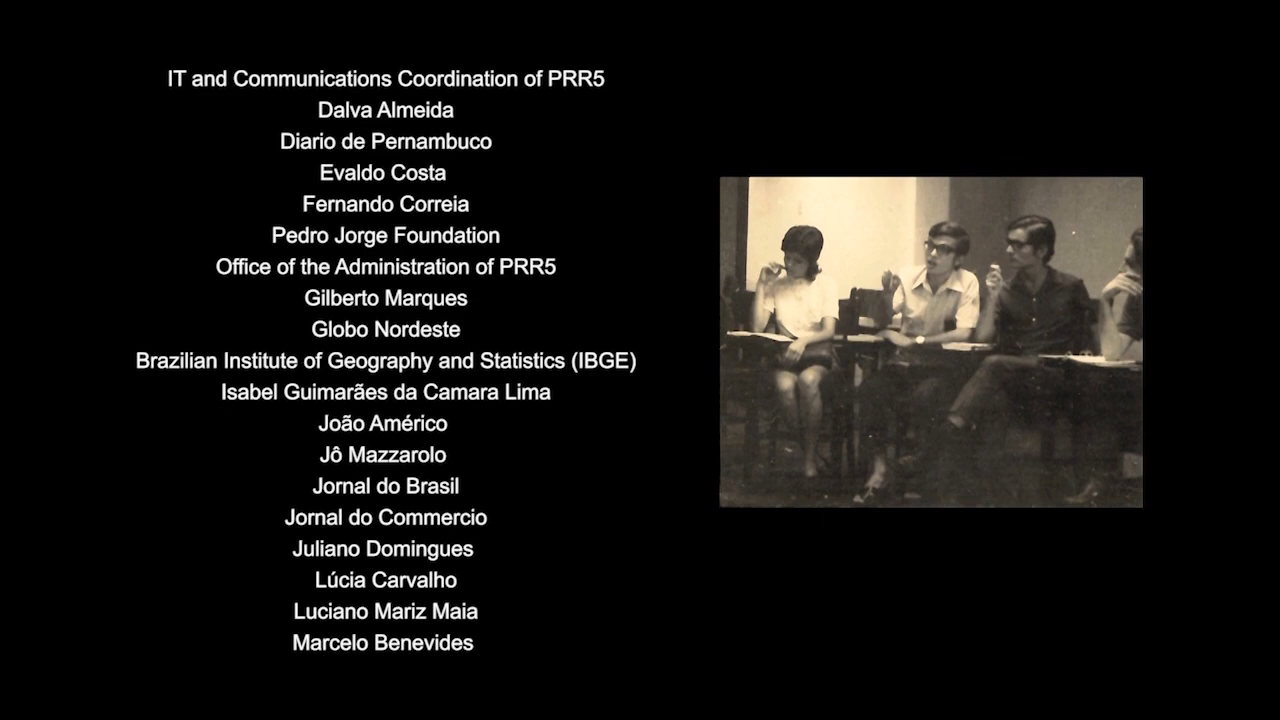 IT and Communications Coordination of PRR5
Dalva Almeida
Diario de Pernambuco
Evaldo Costa
Fernando Correia
Pedro Jorge Foundation
Office of the Administration of PRR5
Gilberto Marques
Globo Nordeste
Brazilian Institute of Geography and Statistics (IBGE)
Isabel Guimarães da Camara Lima
João Américo
Jô Mazzarolo
Jornal do Brasil
Jornal do Commercio
Juliano Domingues
Lúcia Carvalho
Luciano Mariz Maia
Marcelo Benevides